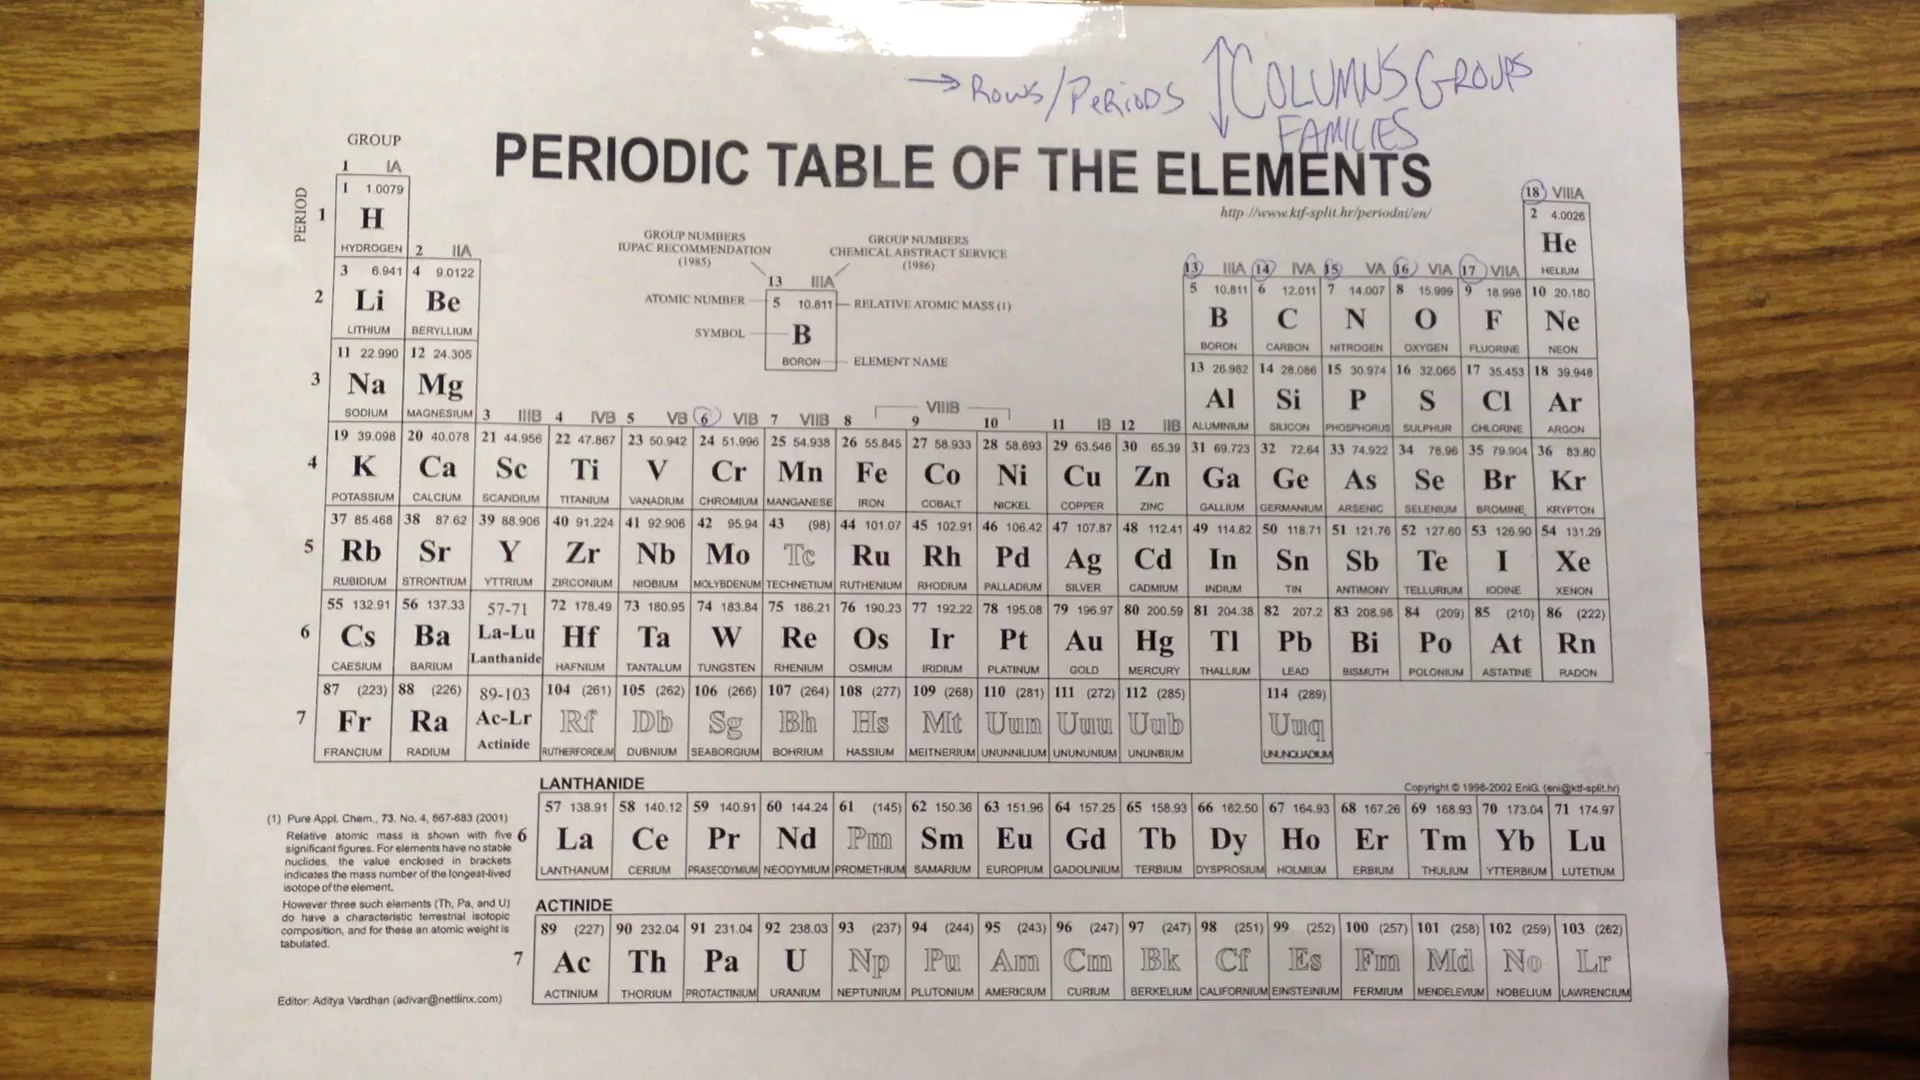 → Rows/Periods ↕ COLUMNS GROUPS
FAMILIES
PERIODIC TABLE OF THE ELEMENTS
http://www.ktf-split.hr/periodni/en/
GROUP
PERIOD
1 IA
18 VIIIA
1
1 1.0079
H
HYDROGEN
2 4.0026
He
HELIUM
2 IIA
GROUP NUMBERS
IUPAC RECOMMENDATION
(1985)
GROUP NUMBERS
CHEMICAL ABSTRACT SERVICE
(1986)
13 IIIA
ATOMIC NUMBER
5 10.811
RELATIVE ATOMIC MASS (1)
SYMBOL
B
BORON
ELEMENT NAME
13 IIIA 14 IVA 15 VA 16 VIA 17 VIIA
2
3 6.941 4 9.0122 5 10.811 6 12.011 7 14.007 8 15.999 9 18.998 10 20.180
Li Be B C N O F Ne
LITHIUM BERYLLIUM BORON CARBON NITROGEN OXYGEN FLUORINE NEON
3
11 22.990 12 24.305 13 26.982 14 28.086 15 30.974 16 32.065 17 35.453 18 39.948
Na Mg Al Si P S Cl Ar
SODIUM MAGNESIUM ALUMINIUM SILICON PHOSPHORUS SULPHUR CHLORINE ARGON
3 IIIB 4 IVB 5 VB 6 VIB 7 VIIB 8 9 10 11 IB 12 IIB
VIIIB
4
19 39.098 20 40.078 21 44.956 22 47.867 23 50.942 24 51.996 25 54.938 26 55.845 27 58.933 28 58.693 29 63.546 30 65.39 31 69.723 32 72.64 33 74.922 34 78.96 35 79.904 36 83.80
K Ca Sc Ti V Cr Mn Fe Co Ni Cu Zn Ga Ge As Se Br Kr
POTASSIUM CALCIUM SCANDIUM TITANIUM VANADIUM CHROMIUM MANGANESE IRON COBALT NICKEL COPPER ZINC GALLIUM GERMANIUM ARSENIC SELENIUM BROMINE KRYPTON
5
37 85.468 38 87.62 39 88.906 40 91.224 41 92.906 42 95.94 43 (98) 44 101.07 45 102.91 46 106.42 47 107.87 48 112.41 49 114.82 50 118.71 51 121.76 52 127.60 53 126.90 54 131.29
Rb Sr Y Zr Nb Mo Tc Ru Rh Pd Ag Cd In Sn Sb Te I Xe
RUBIDIUM STRONTIUM YTTRIUM ZIRCONIUM NIOBIUM MOLYBDENUM TECHNETIUM RUTHENIUM RHODIUM PALLADIUM SILVER CADMIUM INDIUM TIN ANTIMONY TELLURIUM IODINE XENON
6
55 132.91 56 137.33 57-71 72 178.49 73 180.95 74 183.84 75 186.21 76 190.23 77 192.22 78 195.08 79 196.97 80 200.59 81 204.38 82 207.2 83 208.98 84 (209) 85 (210) 86 (222)
Cs Ba La-Lu Hf Ta W Re Os Ir Pt Au Hg Tl Pb Bi Po At Rn
CAESIUM BARIUM Lanthanide HAFNIUM TANTALUM TUNGSTEN RHENIUM OSMIUM IRIDIUM PLATINUM GOLD MERCURY THALLIUM LEAD BISMUTH POLONIUM ASTATINE RADON
7
87 (223) 88 (226) 89-103 104 (261) 105 (262) 106 (266) 107 (264) 108 (277) 109 (268) 110 (281) 111 (272) 112 (285) 114 (289)
Fr Ra Ac-Lr Rf Db Sg Bh Hs Mt Uun Uuu Uub Uuq
FRANCIUM RADIUM Actinide RUTHERFORDIUM DUBNIUM SEABORGIUM BOHRIUM HASSIUM MEITNERIUM UNUNNILIUM UNUNUNIUM UNUNBIUM UNUNQUADIUM
LANTHANIDE
Copyright © 1998-2002 EniG. (eni@ktf-split.hr)
6
57 138.91 58 140.12 59 140.91 60 144.24 61 (145) 62 150.36 63 151.96 64 157.25 65 158.93 66 162.50 67 164.93 68 167.26 69 168.93 70 173.04 71 174.97
La Ce Pr Nd Pm Sm Eu Gd Tb Dy Ho Er Tm Yb Lu
LANTHANUM CERIUM PRASEODYMIUM NEODYMIUM PROMETHIUM SAMARIUM EUROPIUM GADOLINIUM TERBIUM DYSPROSIUM HOLMIUM ERBIUM THULIUM YTTERBIUM LUTETIUM
ACTINIDE
7
89 (227) 90 232.04 91 231.04 92 238.03 93 (237) 94 (244) 95 (243) 96 (247) 97 (247) 98 (251) 99 (252) 100 (257) 101 (258) 102 (259) 103 (262)
Ac Th Pa U Np Pu Am Cm Bk Cf Es Fm Md No Lr
ACTINIUM THORIUM PROTACTINIUM URANIUM NEPTUNIUM PLUTONIUM AMERICIUM CURIUM BERKELIUM CALIFORNIUM EINSTEINIUM FERMIUM MENDELEVIUM NOBELIUM LAWRENCIUM
(1) Pure Appl. Chem., 73, No. 4, 667-683 (2001)
Relative atomic mass is shown with five
significant figures. For elements have no stable
nuclides, the value enclosed in brackets
indicates the mass number of the longest-lived
isotope of the element.
However three such elements (Th, Pa, and U)
do have a characteristic terrestrial isotopic
composition, and for these an atomic weight is
tabulated.
Editor: Aditya Vardhan (adivar@nettlinx.com)